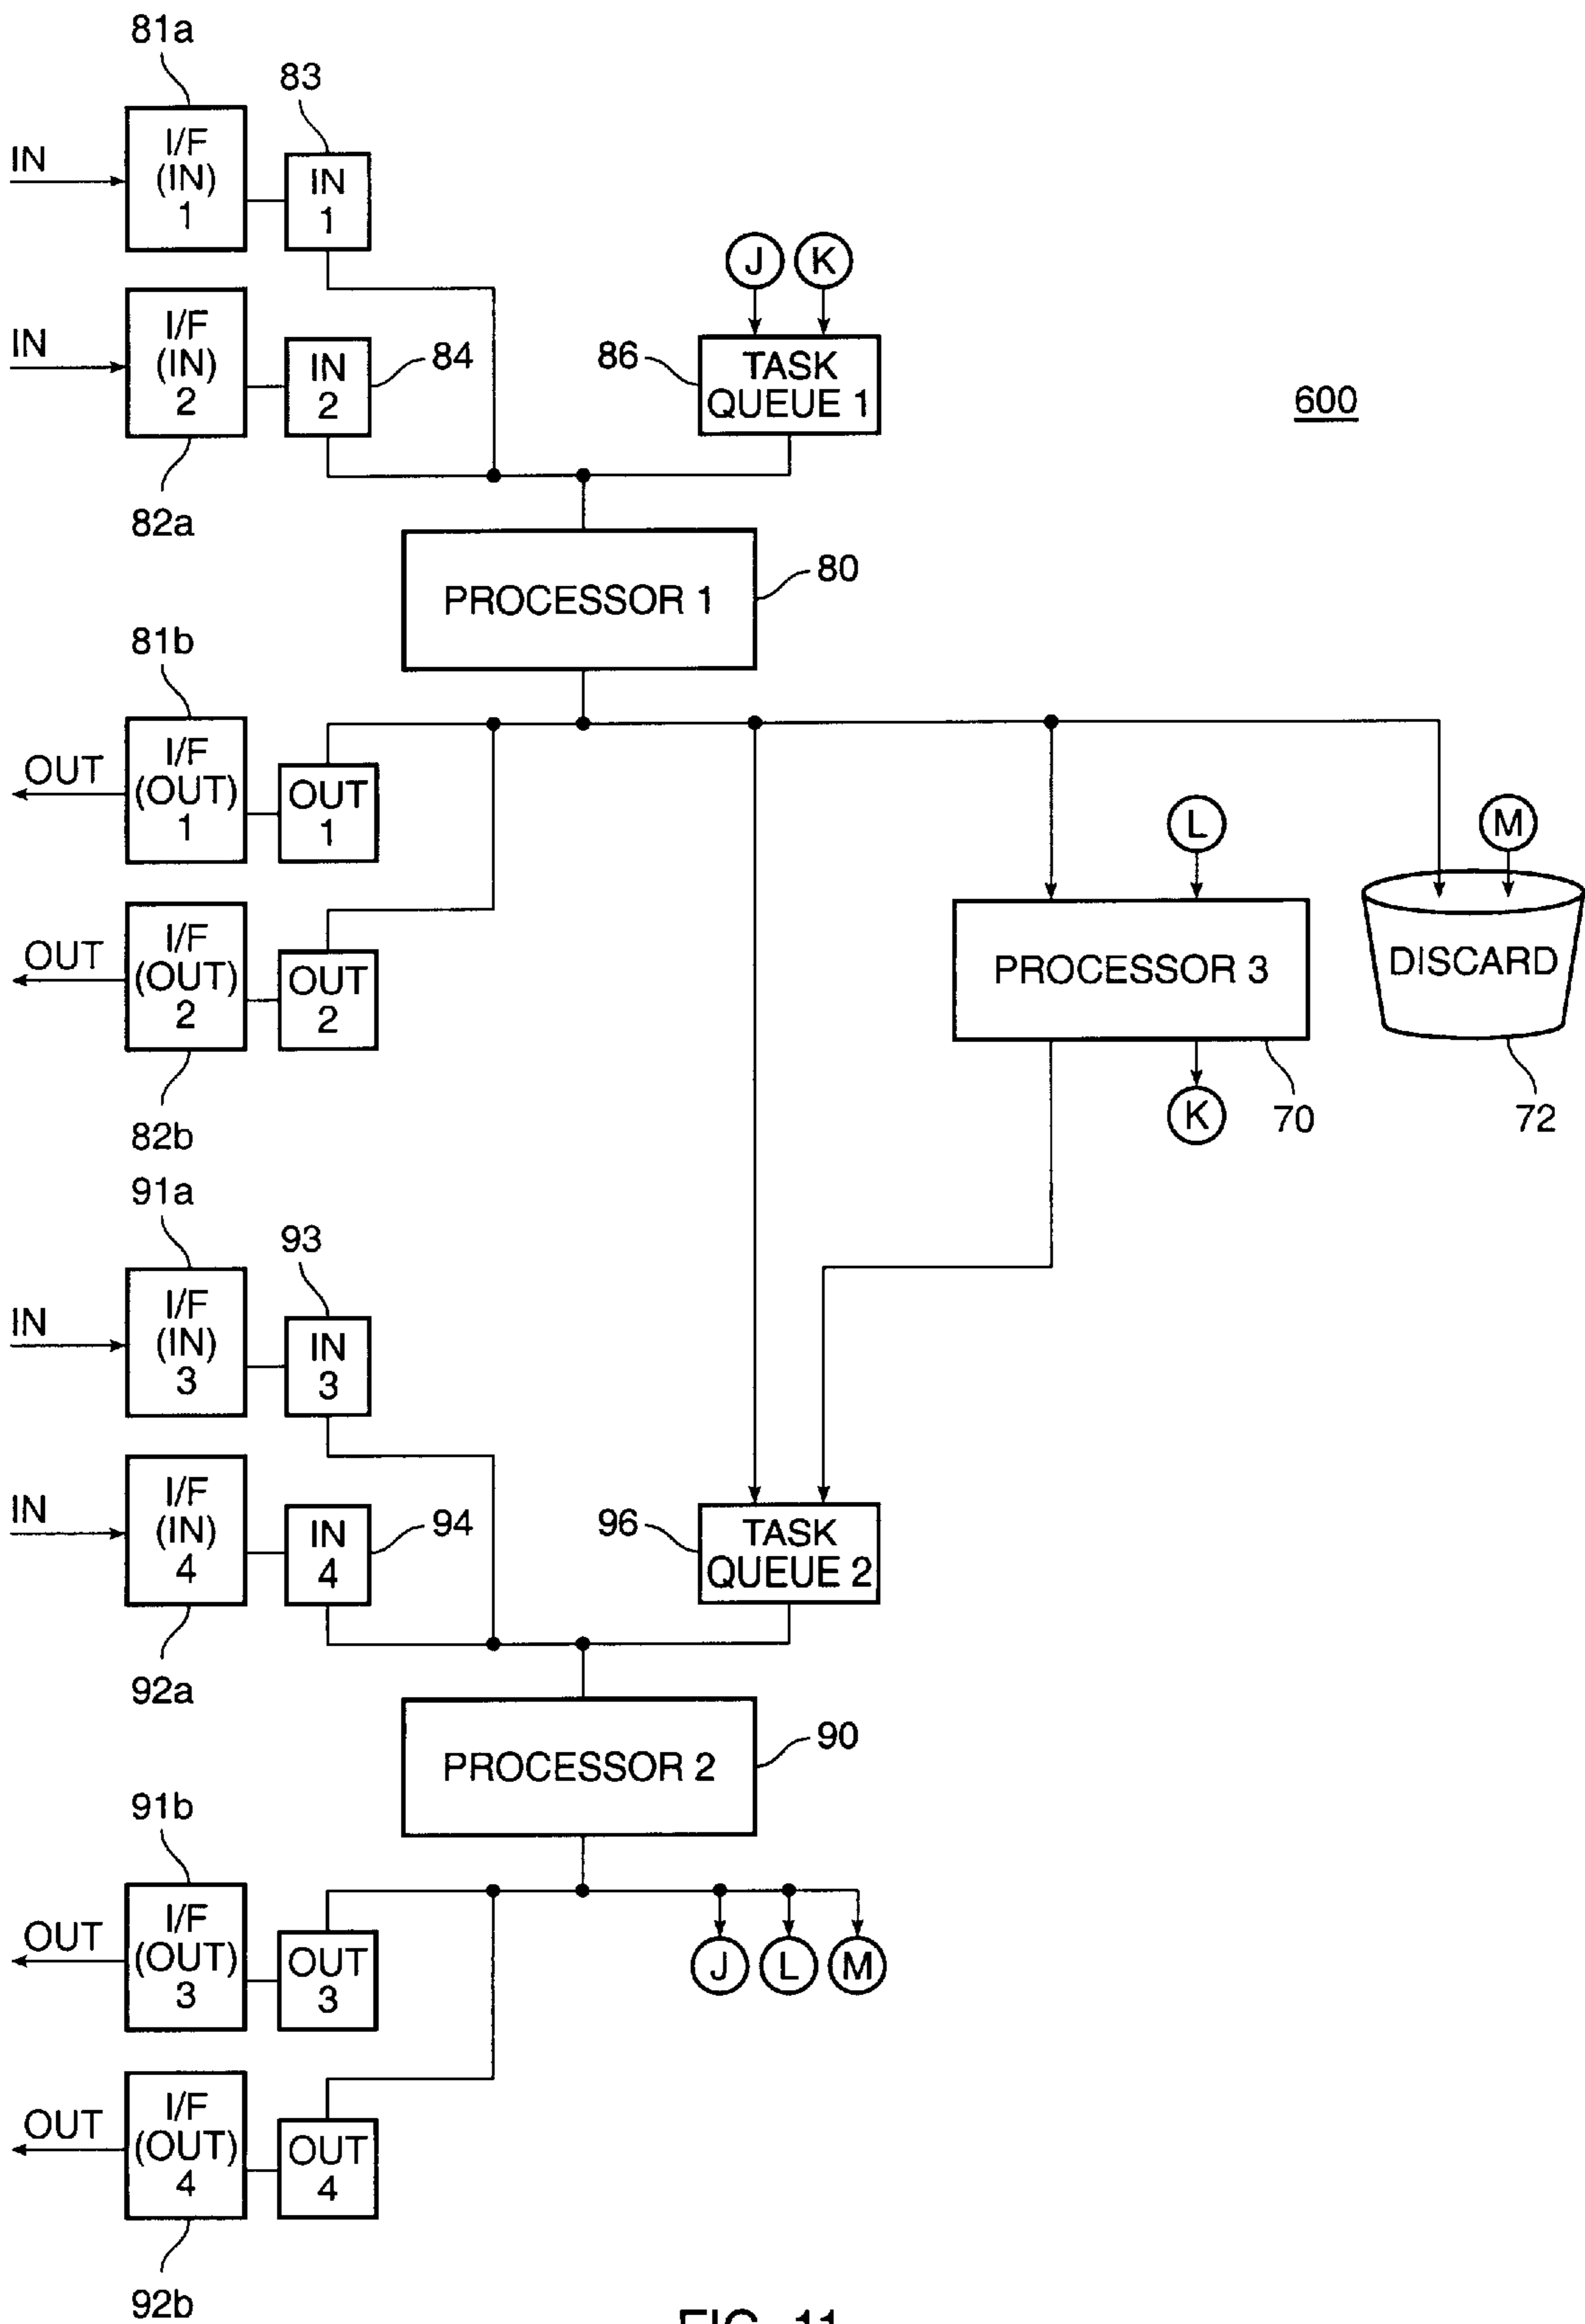 81a
83
IN
I/F
(IN)
1
IN
1
J K
IN
I/F
(IN)
2
IN
2
84
86
TASK
QUEUE 1
600
82a
PROCESSOR 1
80
81b
OUT
I/F
(OUT)
1
OUT
1
L
M
OUT
I/F
(OUT)
2
OUT
2
PROCESSOR 3
DISCARD
82b
K
70
72
91a
93
IN
I/F
(IN)
3
IN
3
IN
I/F
(IN)
4
IN
4
94
96
TASK
QUEUE 2
92a
PROCESSOR 2
90
91b
OUT
I/F
(OUT)
3
OUT
3
J L M
OUT
I/F
(OUT)
4
OUT
4
92b
FIG. 11